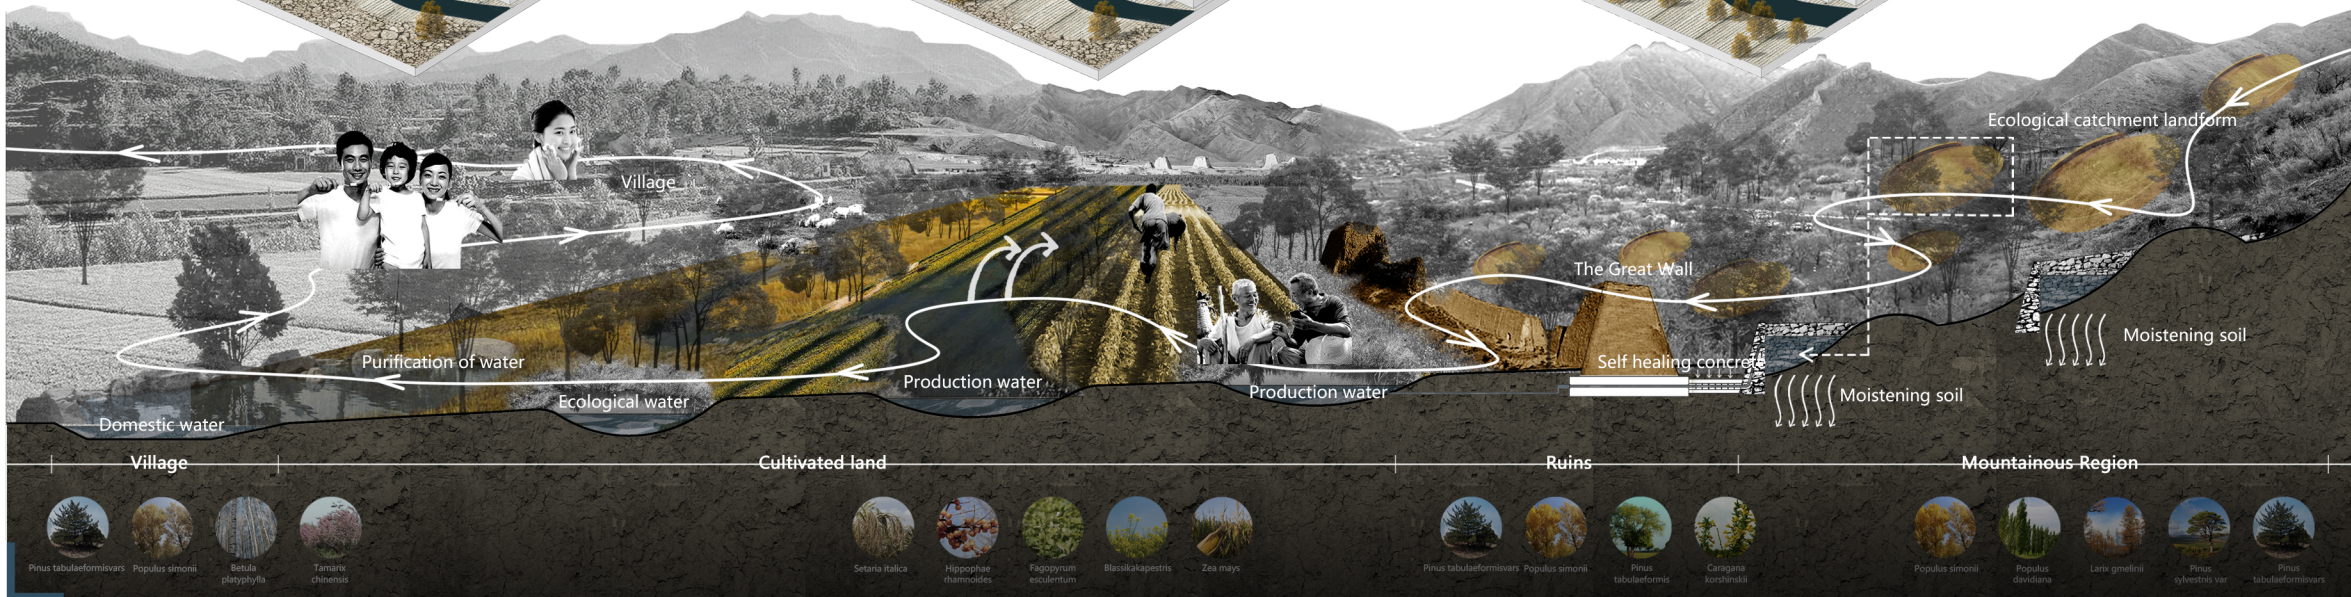 Ecological catchment landform
Village
The Great Wall
Moistening soil
Purification of water
Self healing concrete
Production water
Production water
Moistening soil
Ecological water
Domestic water
Village
Cultivated land
Ruins
Mountainous Region
Pinus tabulaeformisvars
Populus simonii
Betula
platyphylla
Tamarix
chinensis
Setaria italica
Hippophae
rhamnoides
Fagopyrum
esculentum
Blassikakapestris
Zea mays
Pinus tabulaeformisvars
Populus simonii
Pinus
tabulaeformis
Caragana
korshinskii
Populus simonii
Populus
davidiana
Larix gmelinii
Pinus
sylvestnis var
Pinus
tabulaeformisvars